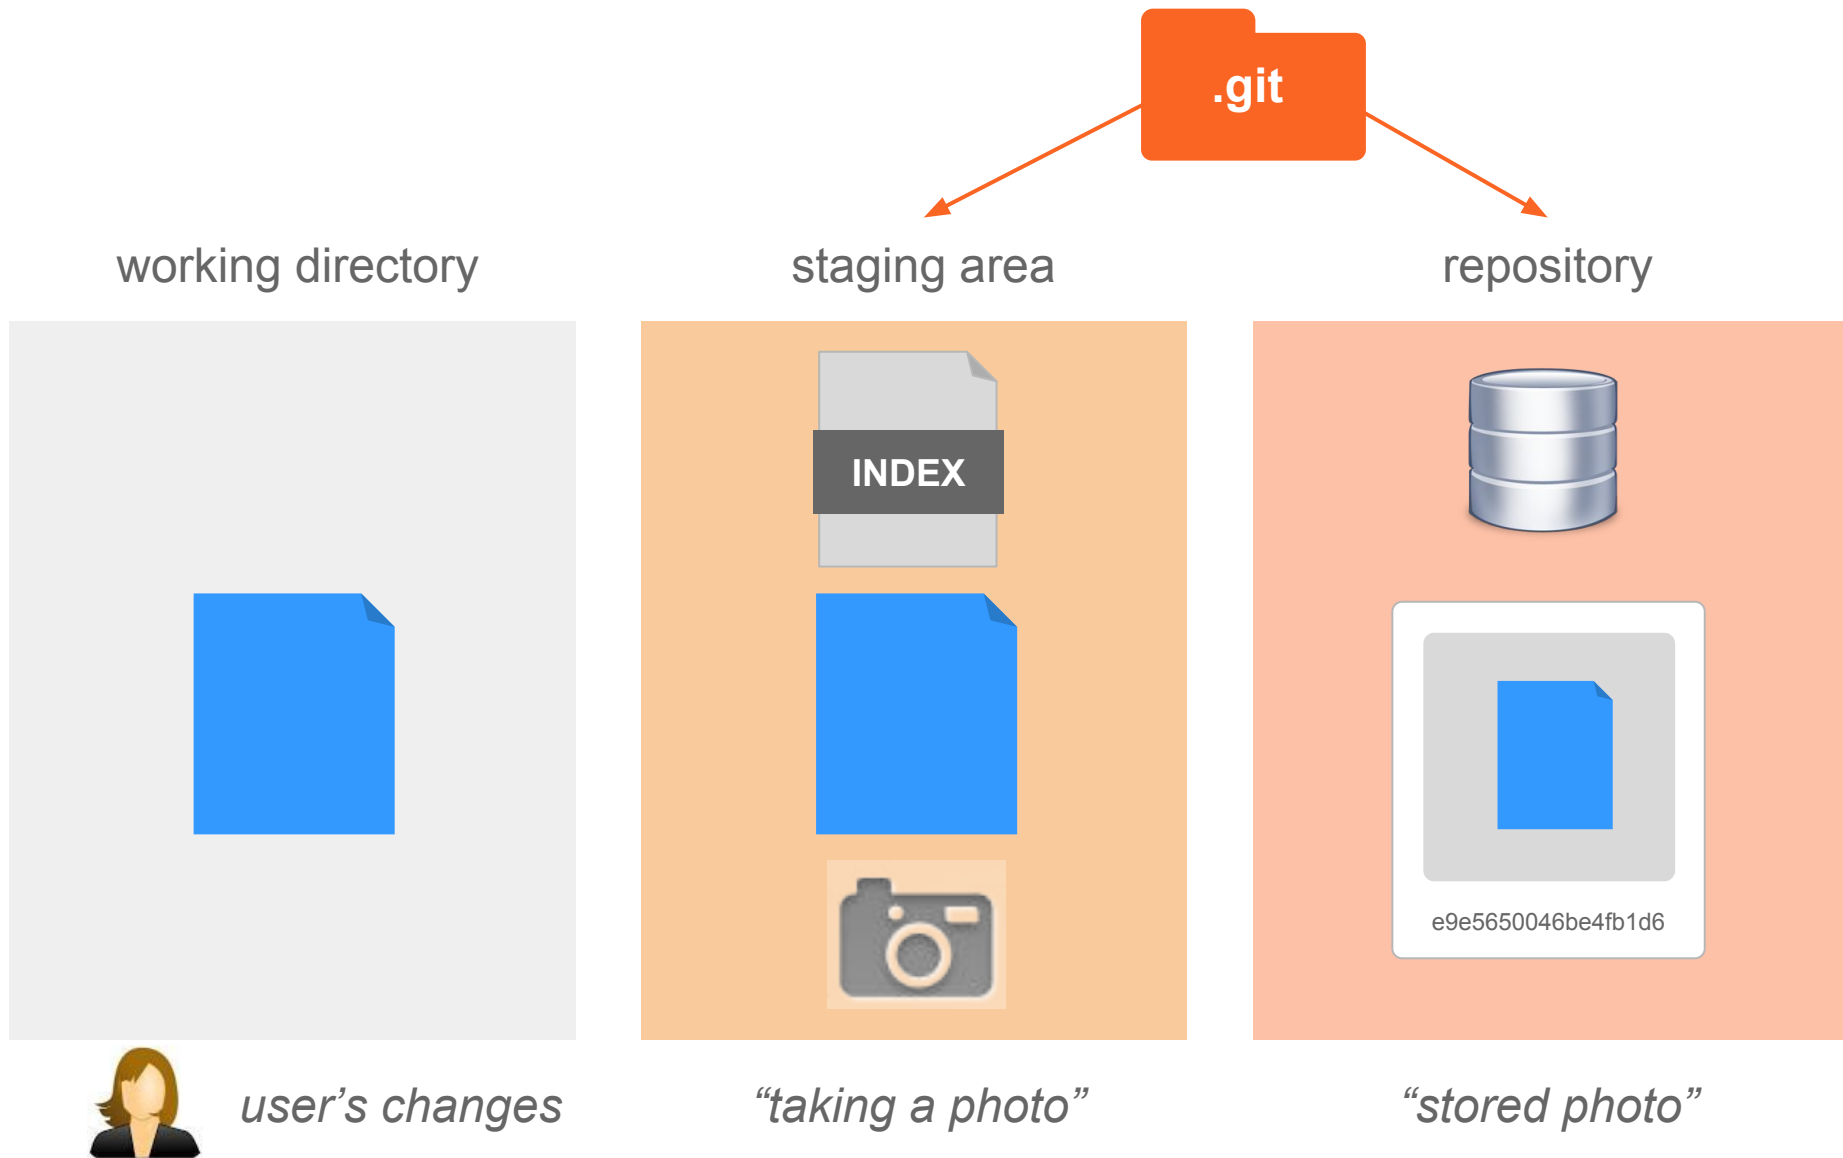 .git
working directory
staging area
repository
INDEX
e9e5650046be4fb1d6
user’s changes
“taking a photo”
“stored photo”